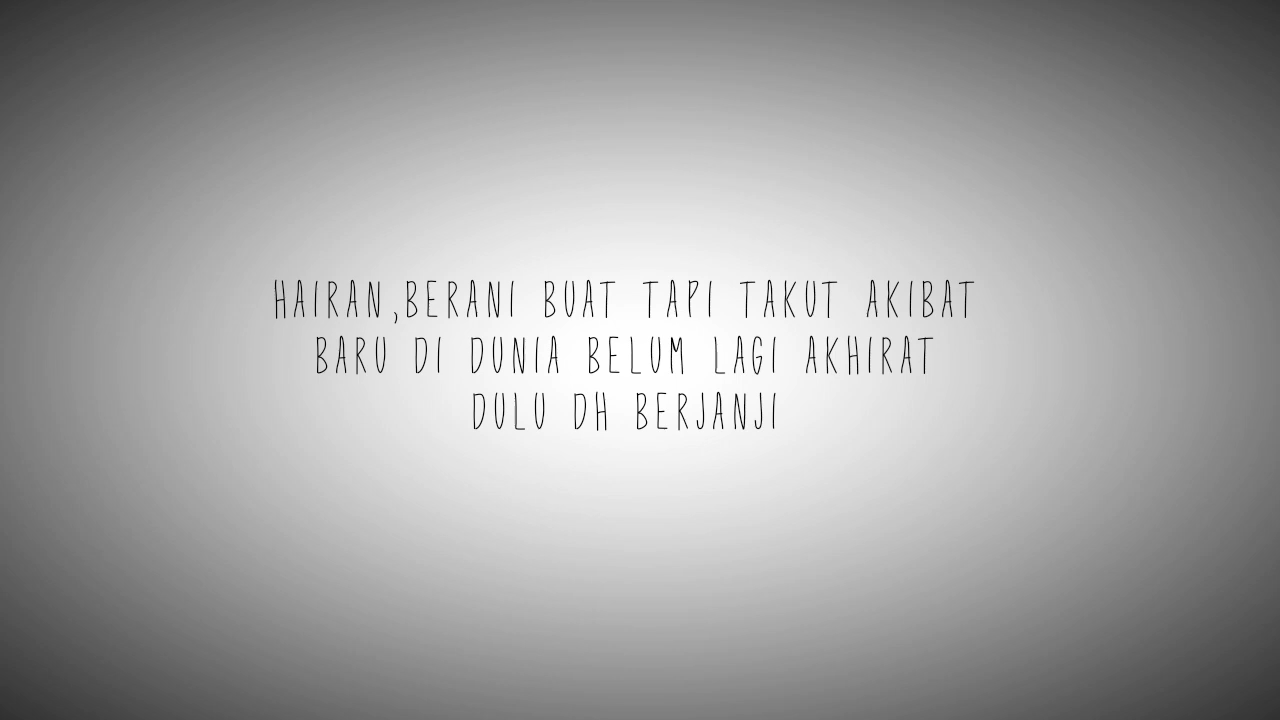 HAIRAN,BERANI BUAT TAPI TAKUT AKIBAT
BARU DI DUNIA BELUM LAGI AKHIRAT
DULU DH BERJANJI